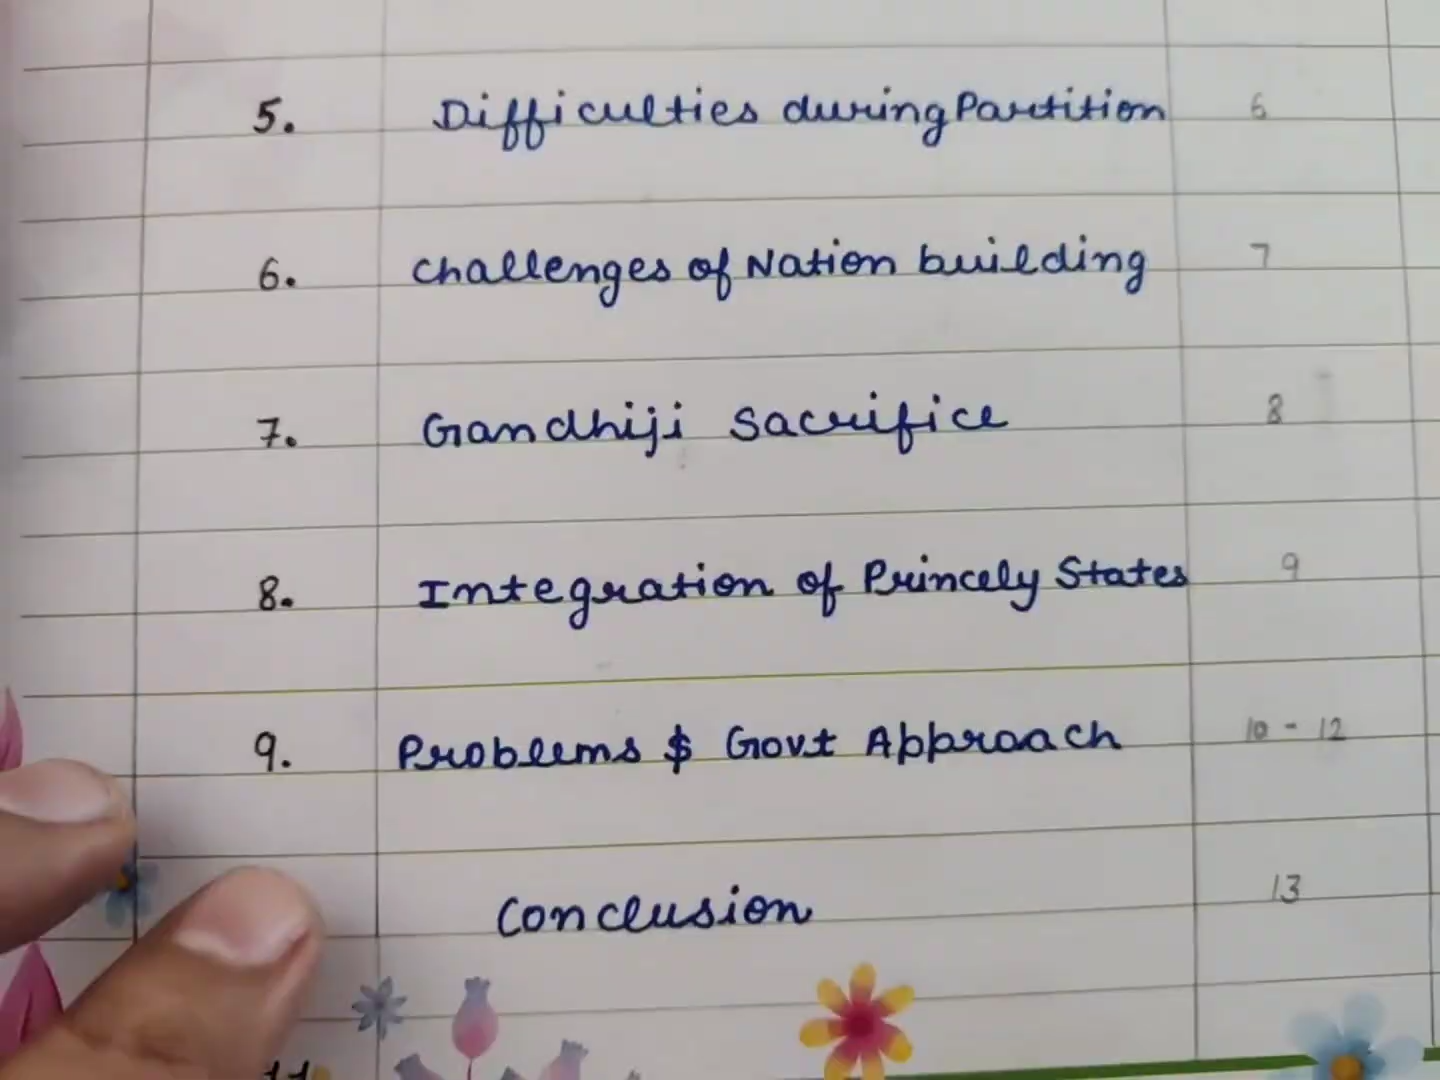 5. Difficulties during Partition 6
6. Challenges of Nation building 7
7. Gandhiji Sacrifice 8
8. Integration of Princely States 9
9. Problems $ Govt Approach 10 - 12
Conclusion 13